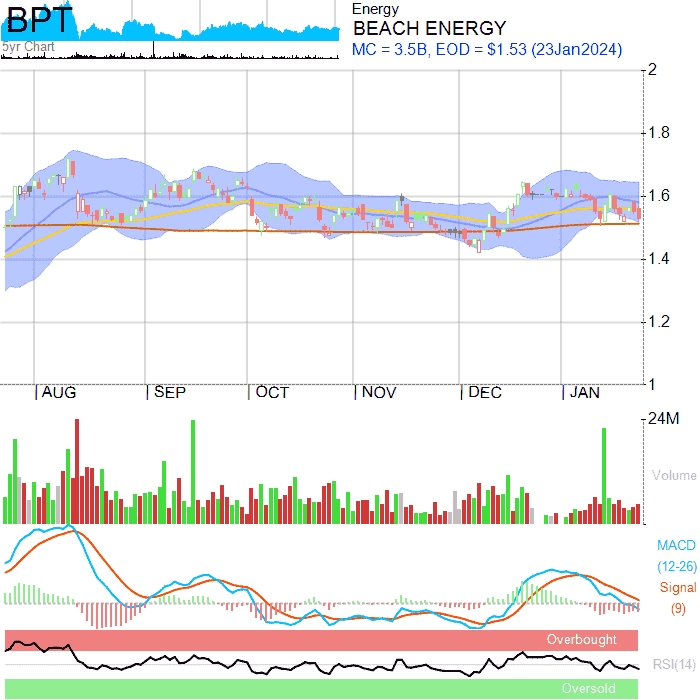 BPT
5yr Chart
Energy
BEACH ENERGY
MC = 3.5B, EOD = $1.53 (23Jan2024)
2
1.8
1.6
1.4
1.2
1
AUG SEP OCT NOV DEC JAN
24M
Volume
MACD
(12-26)
Signal
(9)
Overbought
RSI(14)
Oversold